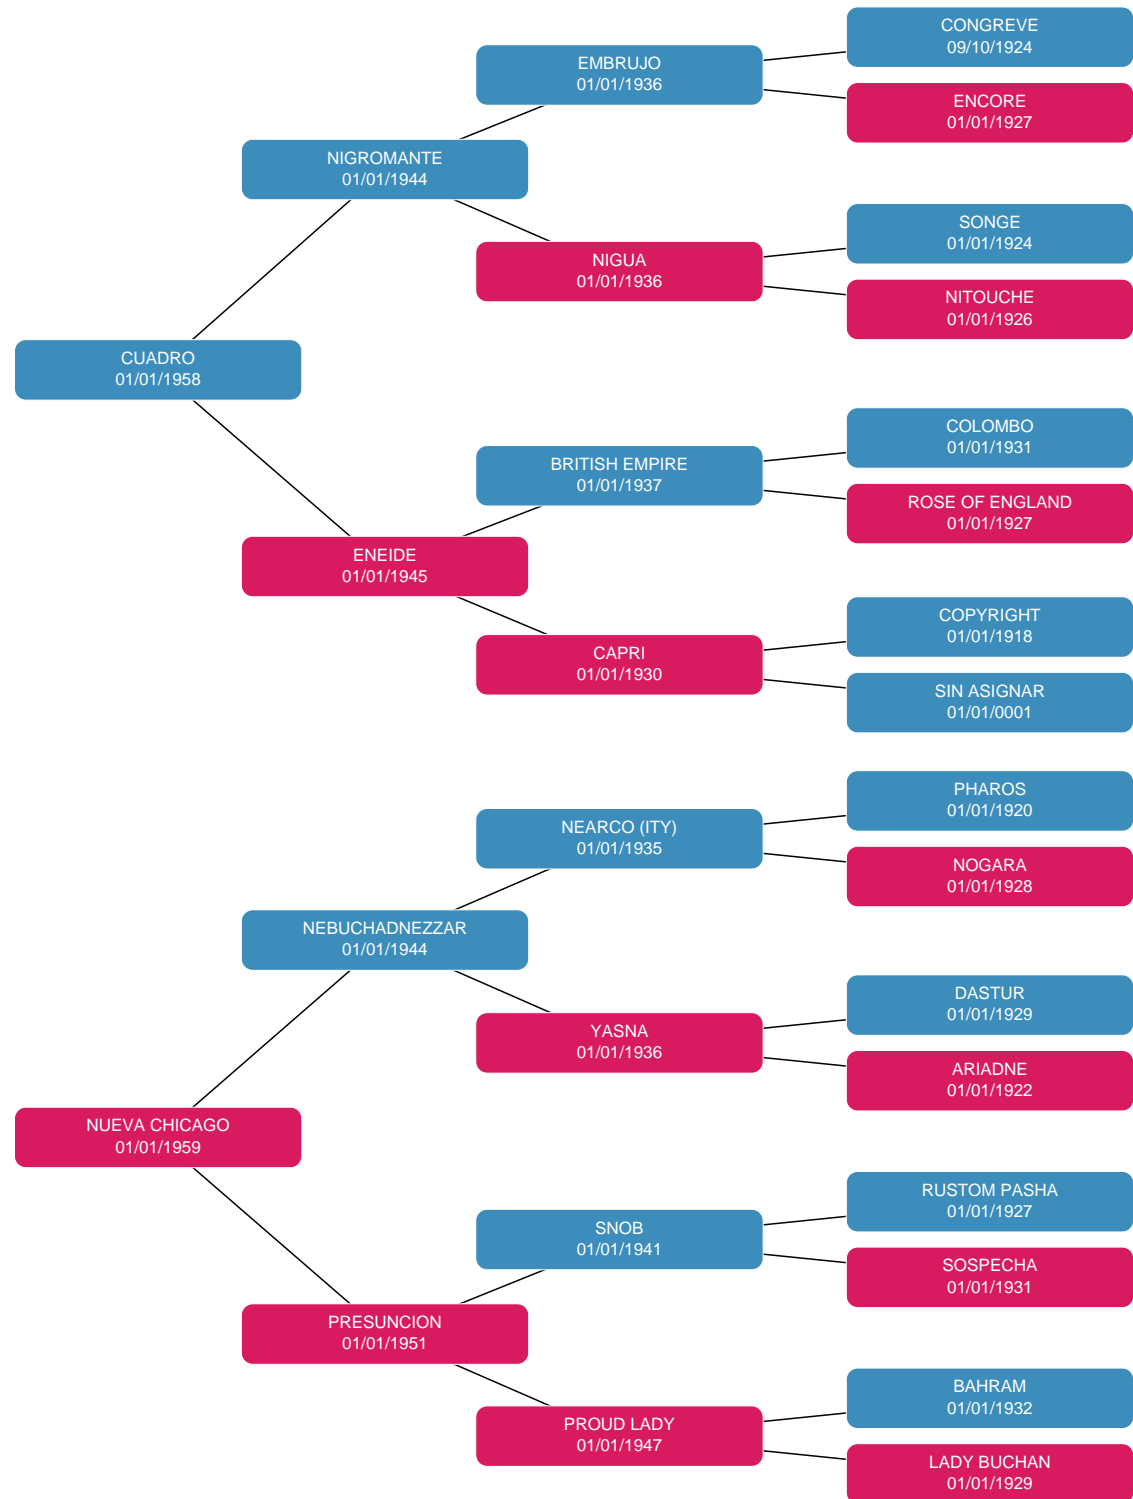 CONGREVE
09/10/1924
EMBRUJO
01/01/1936
ENCORE
01/01/1927
NIGROMANTE
01/01/1944
SONGE
01/01/1924
NIGUA
01/01/1936
NITOUCHE
01/01/1926
CUADRO
01/01/1958
COLOMBO
01/01/1931
BRITISH EMPIRE
01/01/1937
ROSE OF ENGLAND
01/01/1927
ENEIDE
01/01/1945
COPYRIGHT
01/01/1918
CAPRI
01/01/1930
SIN ASIGNAR
01/01/0001
PHAROS
01/01/1920
NEARCO (ITY)
01/01/1935
NOGARA
01/01/1928
NEBUCHADNEZZAR
01/01/1944
DASTUR
01/01/1929
YASNA
01/01/1936
ARIADNE
01/01/1922
NUEVA CHICAGO
01/01/1959
RUSTOM PASHA
01/01/1927
SNOB
01/01/1941
SOSPECHA
01/01/1931
PRESUNCION
01/01/1951
BAHRAM
01/01/1932
PROUD LADY
01/01/1947
LADY BUCHAN
01/01/1929